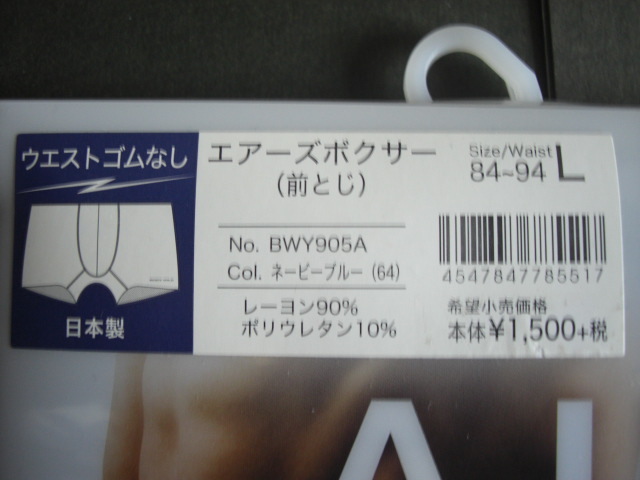 ウエストゴムなし
日本製
エアーズボクサー
(前とじ)
Size/Waist
84~94 L
No. BWY905A
Col. ネービーブルー (64)
レーヨン90%
ポリウレタン10%
4547847785517
希望小売価格
本体¥1,500+税